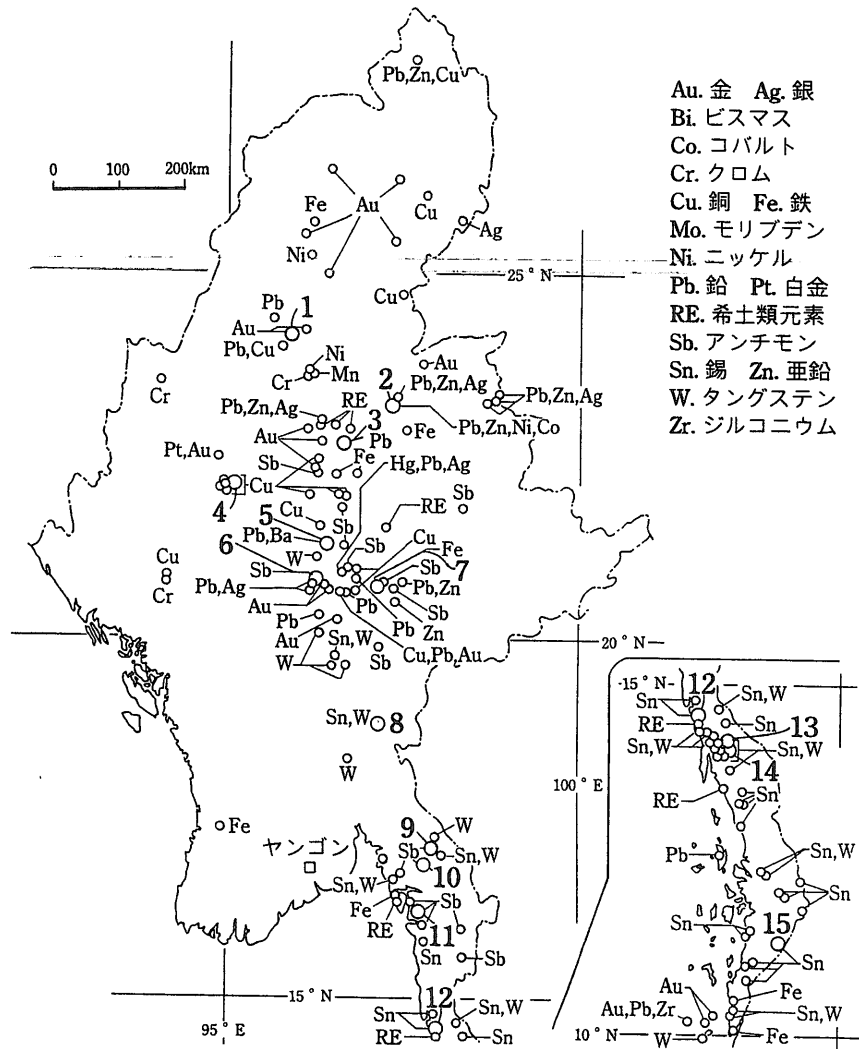 Pb,Zn,Cu
Au. 金 Ag. 銀
Bi. ビスマス
Co. コバルト
Cr. クロム
Cu. 銅 Fe. 鉄
Mo. モリブデン
Ni. ニッケル
Pb. 鉛 Pt. 白金
RE. 希土類元素
Sb. アンチモン
Sn. 錫 Zn. 亜鉛
W. タングステン
Zr. ジルコニウム
0 100 200km
Fe
Au
Cu
Ag
Ni
25°N
Cu
Pb
1
Au
Pb,Cu
Ni
Mn
Cr
Cr
Au
2
Pb,Zn,Ag
Pb,Zn,Ag
RE
Pb,Zn,Ag
3
Pb
Fe
Pb,Zn,Ni,Co
Au
Pt,Au
Sb
Fe
Hg,Pb,Ag
Cu
4
Sb
RE
Cu
5
Sb
Pb,Ba
Sb
Cu
Fe
6
W
7
Cu
Cr
Sb
Sb
Pb,Zn
Pb,Ag
Au
Pb
Sb
Zn
Pb
Pb
Au
Sn,W
Cu,Pb,Au
20°N
W
Sb
Sn,W
8
W
100°E
Fe
ヤンゴン
9
W
Sb
Sn,W
10
Sn,W
Fe
RE
Sb
11
Sn
Sb
15°N
12
Sn
Sn,W
95°E
RE
Sn
15°N
12
Sn
Sn,W
RE
Sn
13
Sn,W
Sn,W
14
RE
Sn
Pb
Sn,W
Sn
Sn
15
Sn
Au
Fe
Au,Pb,Zr
Sn,W
10°N
W
Fe